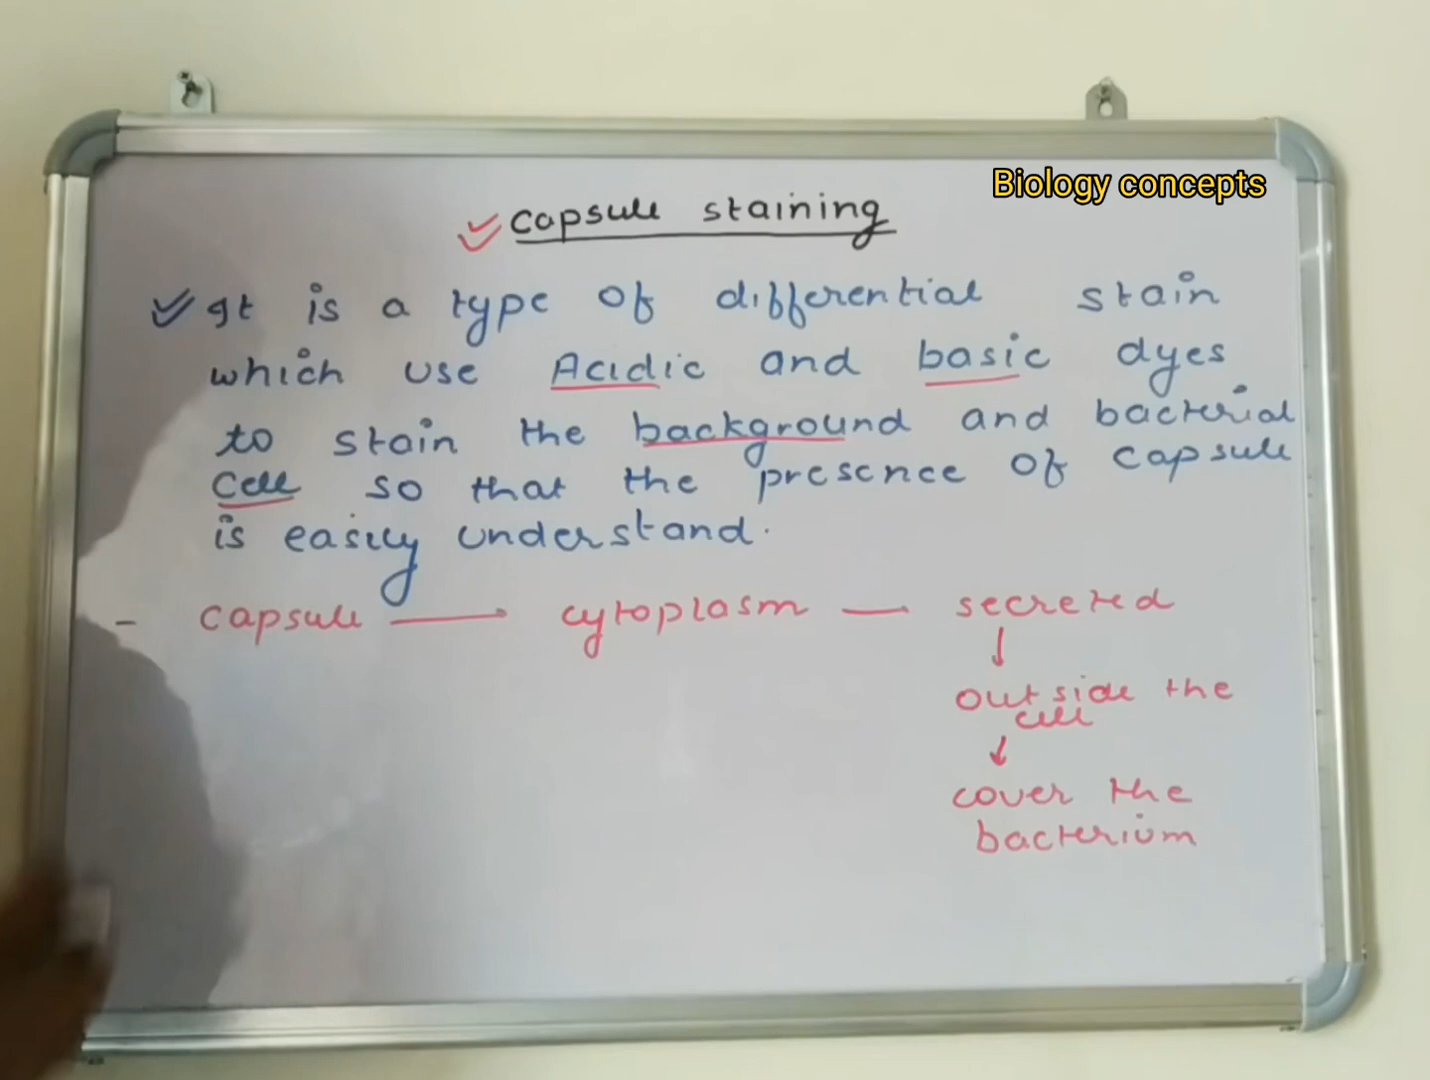 Biology concepts
capsule staining
It is a type of differential stain
which use Acidic and basic dyes
to stain the background and bacterial
cell so that the presence of capsule
is easily understand.
- capsule — cytoplasm — secreted
↓
outside the
cell
↓
cover the
bacterium